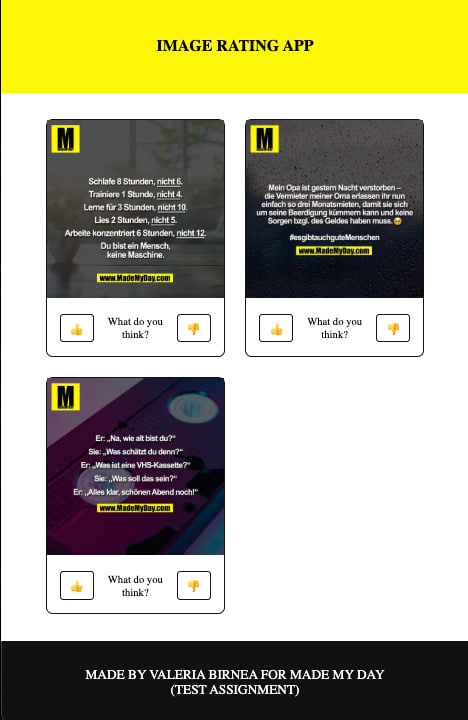 IMAGE RATING APP
M
Schlafe 8 Stunden, nicht 6.
Trainiere 1 Stunde, nicht 4.
Lerne für 3 Stunden, nicht 10.
Lies 2 Stunden, nicht 5.
Arbeite konzentriert 6 Stunden, nicht 12.
Du bist ein Mensch,
keine Maschine.
www.MadeMyDay.com
What do you
think?
M
Mein Opa ist gestern Nacht verstorben –
die Vermieter meiner Oma erlassen ihr nun
einfach so drei Monatsmieten, damit sie sich
um seine Beerdigung kümmern kann und keine
Sorgen bzgl. des Geldes haben muss. 😊
#esgibtauchguteMenschen
www.MadeMyDay.com
What do you
think?
M
Er: „Na, wie alt bist du?“
Sie: „Was schätzt du denn?“
Er: „Was ist eine VHS-Kassette?“
Sie: „Was soll das sein?“
Er: „Alles klar, schönen Abend noch!“
www.MadeMyDay.com
What do you
think?
MADE BY VALERIA BIRNEA FOR MADE MY DAY
(TEST ASSIGNMENT)